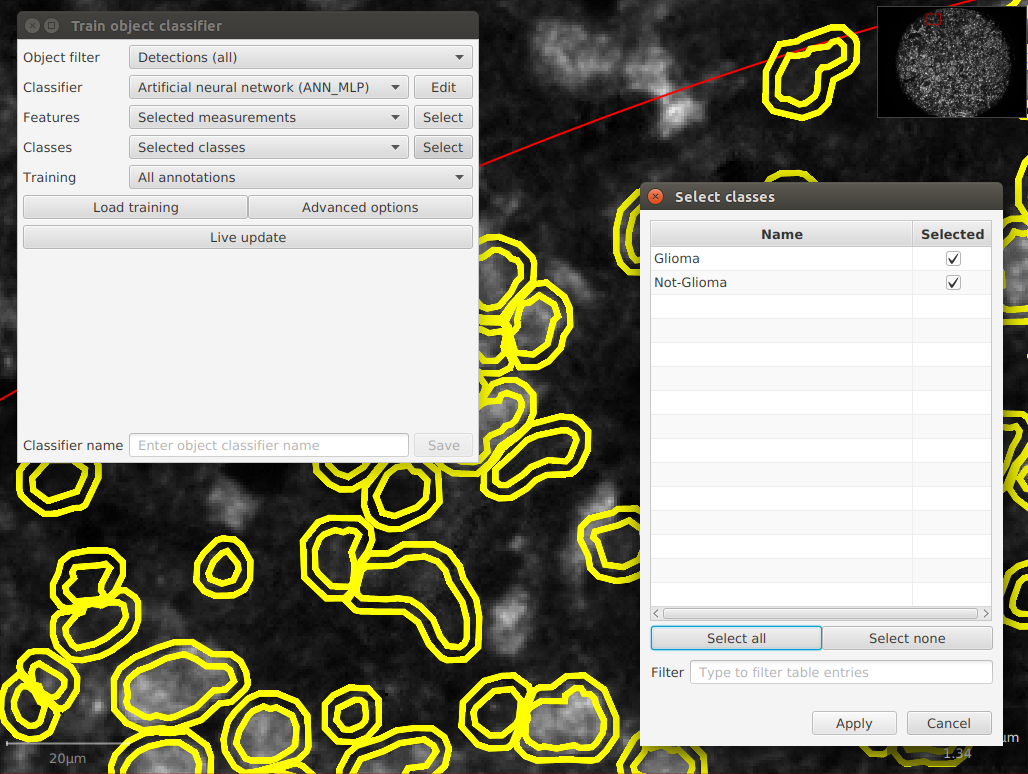 Train object classifier
Object filter Detections (all)
Classifier Artificial neural network (ANN_MLP) Edit
Features Selected measurements Select
Classes Selected classes Select
Training All annotations
Load training Advanced options
Live update
Classifier name Enter object classifier name Save
Select classes
Name Selected
Glioma
Not-Glioma
Select all Select none
Filter Type to filter table entries
Apply Cancel
20µm
µm
1.34